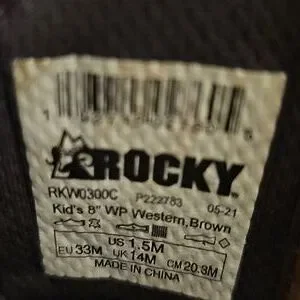 ROCKY
RKW0300C P222783 05-21
Kid's 8" WP Western,Brown
US 1.5M
EU 33M UK 14M CM 20.3M
MADE IN CHINA